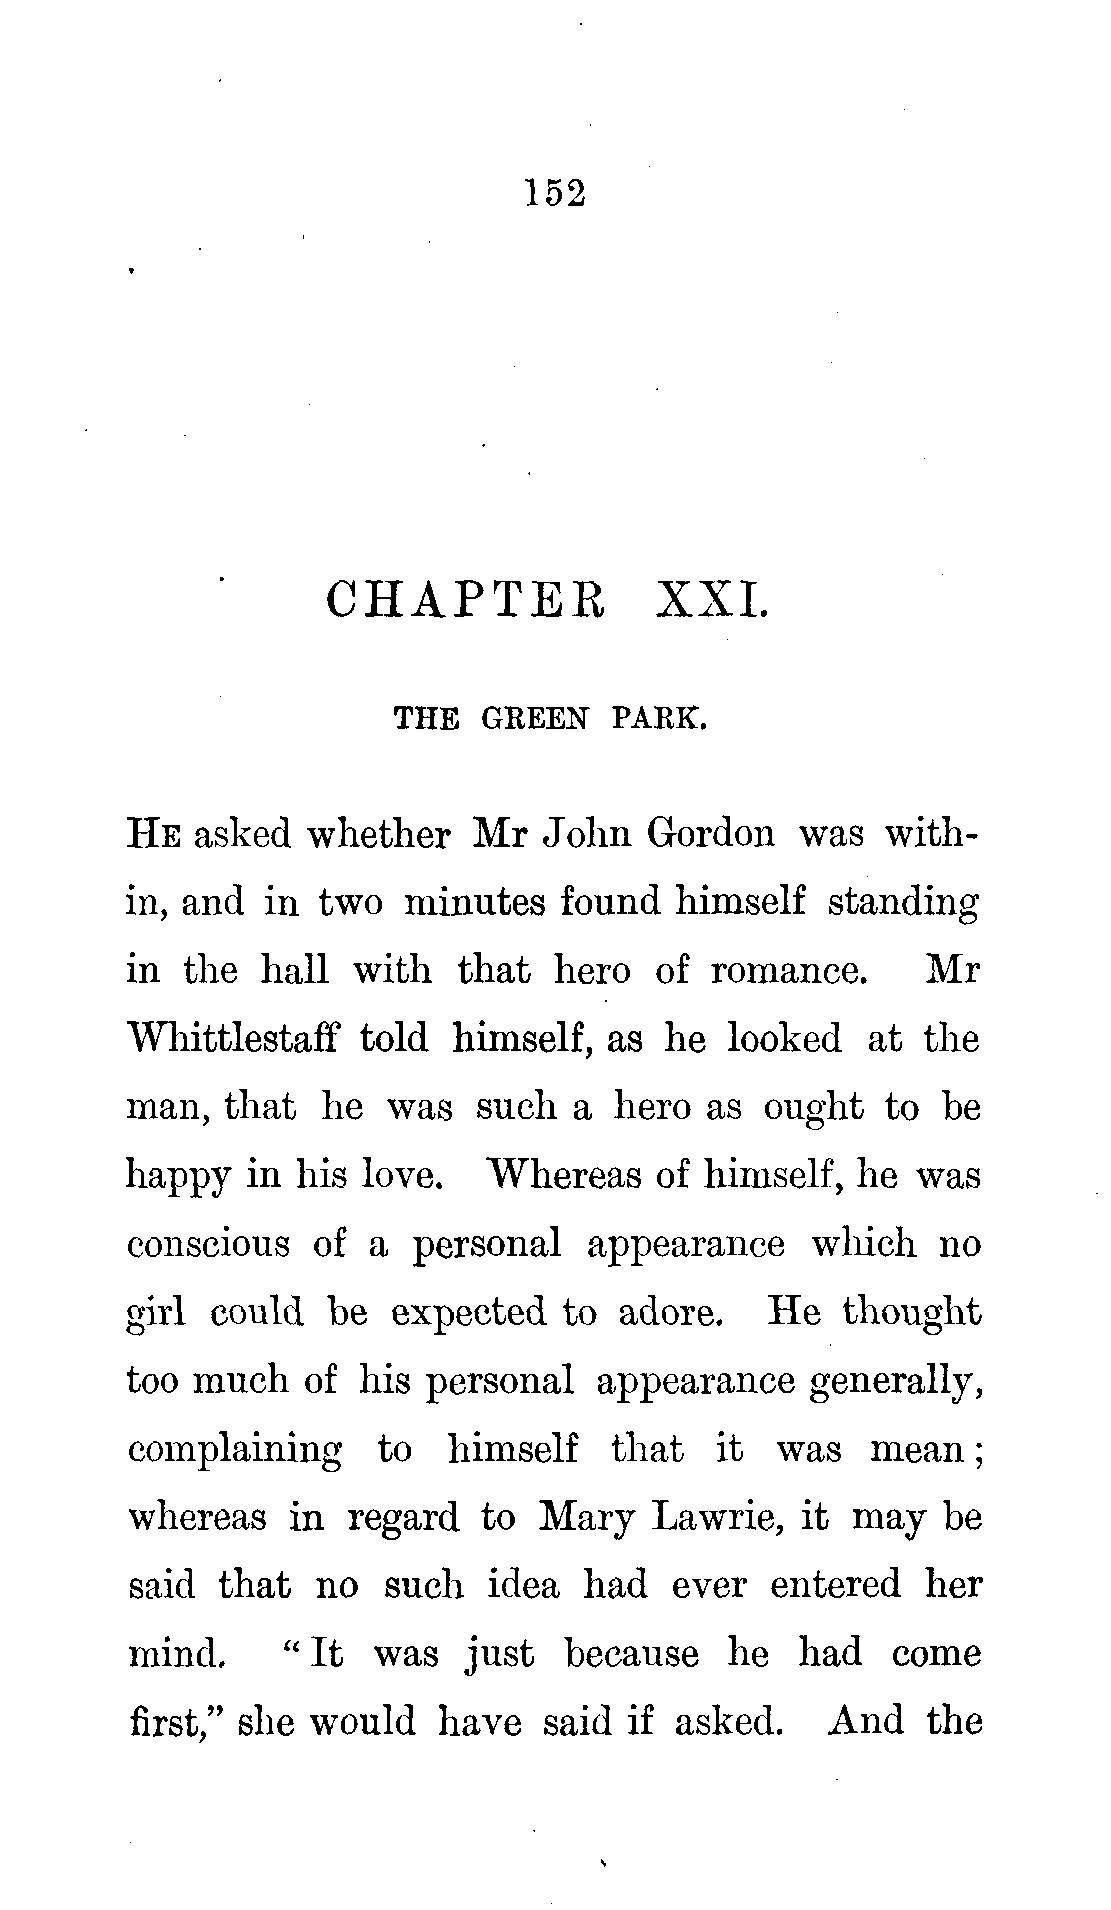 152
CHAPTER XXI.
THE GREEN PARK.
HE asked whether Mr John Gordon was with-
in, and in two minutes found himself standing
in the hall with that hero of romance. Mr
Whittlestaff told himself, as he looked at the
man, that he was such a hero as ought to be
happy in his love. Whereas of himself, he was
conscious of a personal appearance which no
girl could be expected to adore. He thought
too much of his personal appearance generally,
complaining to himself that it was mean;
whereas in regard to Mary Lawrie, it may be
said that no such idea had ever entered her
mind. "It was just because he had come
first," she would have said if asked. And the